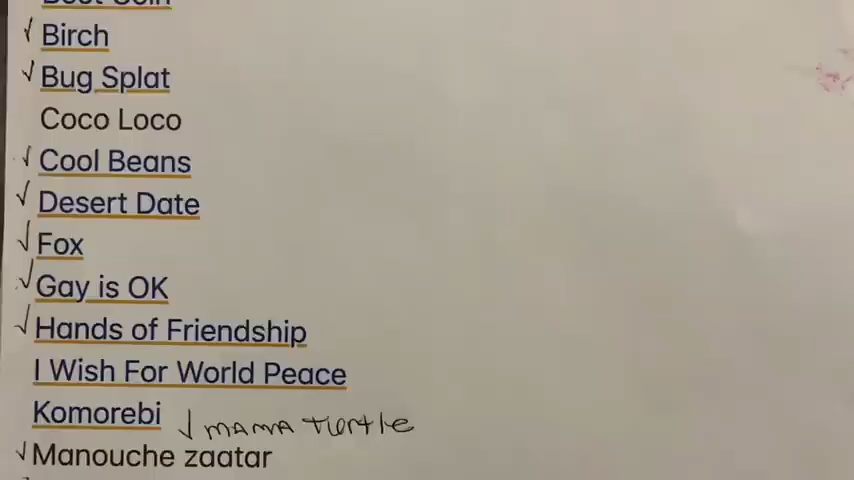 ✓ Birch
✓ Bug Splat
Coco Loco
✓ Cool Beans
✓ Desert Date
✓ Fox
✓ Gay is OK
✓ Hands of Friendship
I Wish For World Peace
Komorebi ✓ MAMA TURTLE
✓ Manouche zaatar